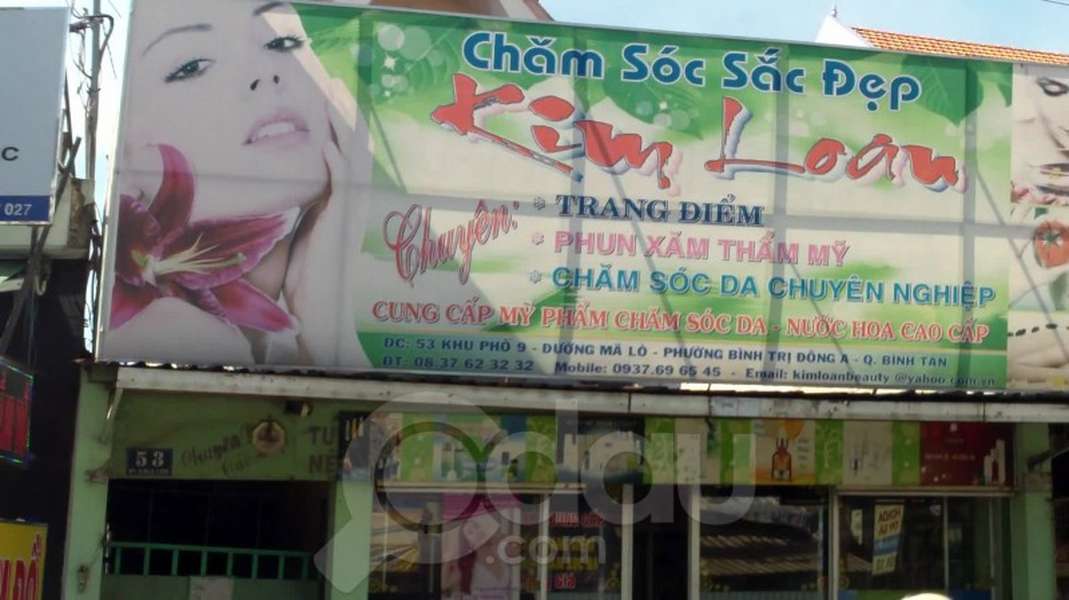 Chăm Sóc Sắc Đẹp
Kim Loan
Chuyên:
* TRANG ĐIỂM
* PHUN XĂM THẨM MỸ
* CHĂM SÓC DA CHUYÊN NGHIỆP
CUNG CẤP MỸ PHẨM CHĂM SÓC DA - NƯỚC HOA CAO CẤP
ĐC: 53 KHU PHỐ 9 - ĐƯỜNG MÃ LÒ - PHƯỜNG BÌNH TRỊ ĐÔNG A - Q. BÌNH TÂN
ĐT: 08.37 62 32 32 Mobile: 0937.69 65 45 - Email: kimloanbeauty @yahoo.com.vn
C
027
53
.com